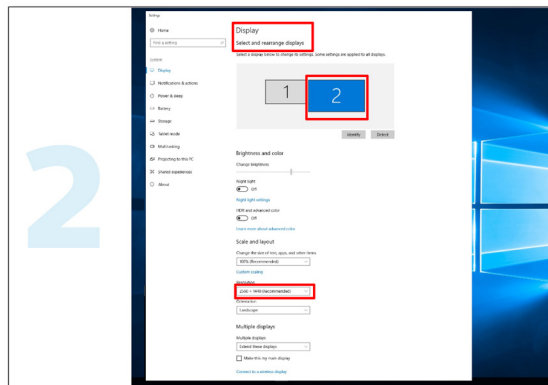 2
Settings
Home
Find a setting
System
Display
Notifications & actions
Power & sleep
Battery
Storage
Tablet mode
Multitasking
Projecting to this PC
Shared experiences
About
Display
Select and rearrange displays
Select a display below to change its settings. Some settings are applied to all displays.
1
2
Identify
Detect
Brightness and color
Change brightness
Night light
Off
Night light settings
HDR and advanced color
Off
Learn more about advanced color
Scale and layout
Change the size of text, apps, and other items
100% (Recommended)
Custom scaling
Resolution
(Recommended)
Orientation
Landscape
Multiple displays
Multiple displays
Extend these displays
Make this my main display
Connect to a wireless display